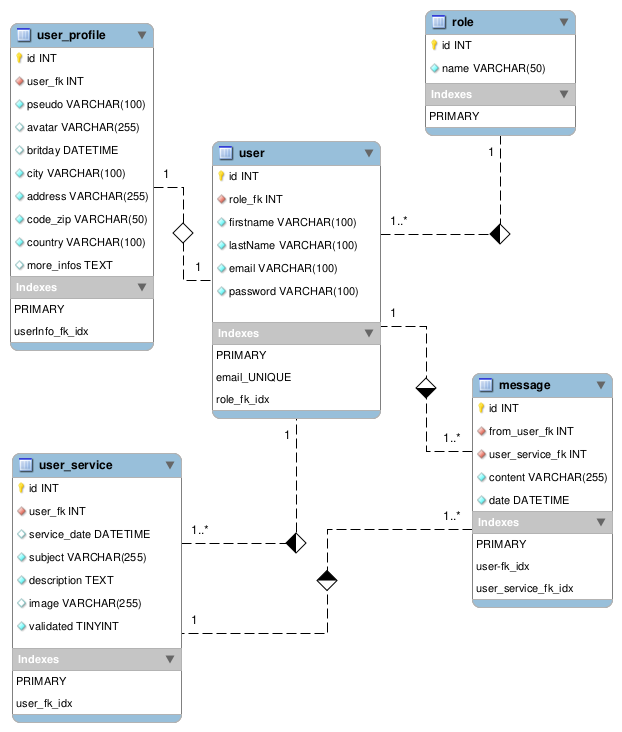 user_profile
id INT
user_fk INT
pseudo VARCHAR(100)
avatar VARCHAR(255)
britday DATETIME
city VARCHAR(100)
address VARCHAR(255)
code_zip VARCHAR(50)
country VARCHAR(100)
more_infos TEXT
Indexes
PRIMARY
userInfo_fk_idx
1
1
role
id INT
name VARCHAR(50)
Indexes
PRIMARY
1
1..*
user
id INT
role_fk INT
firstname VARCHAR(100)
lastName VARCHAR(100)
email VARCHAR(100)
password VARCHAR(100)
Indexes
PRIMARY
email_UNIQUE
role_fk_idx
1
1..*
1
1..*
message
id INT
from_user_fk INT
user_service_fk INT
content VARCHAR(255)
date DATETIME
Indexes
PRIMARY
user-fk_idx
user_service_fk_idx
1..*
1
user_service
id INT
user_fk INT
service_date DATETIME
subject VARCHAR(255)
description TEXT
image VARCHAR(255)
validated TINYINT
Indexes
PRIMARY
user_fk_idx